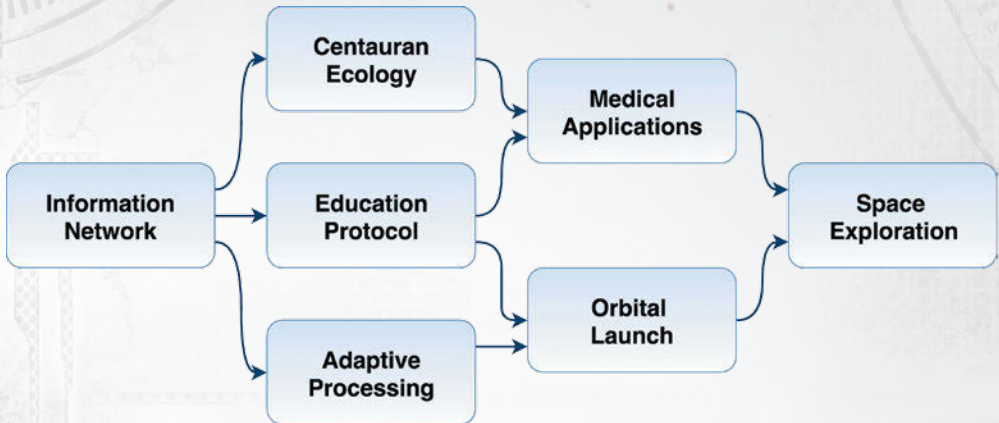 Centauran
Ecology
Medical
Applications
Information
Network
Education
Protocol
Space
Exploration
Orbital
Launch
Adaptive
Processing